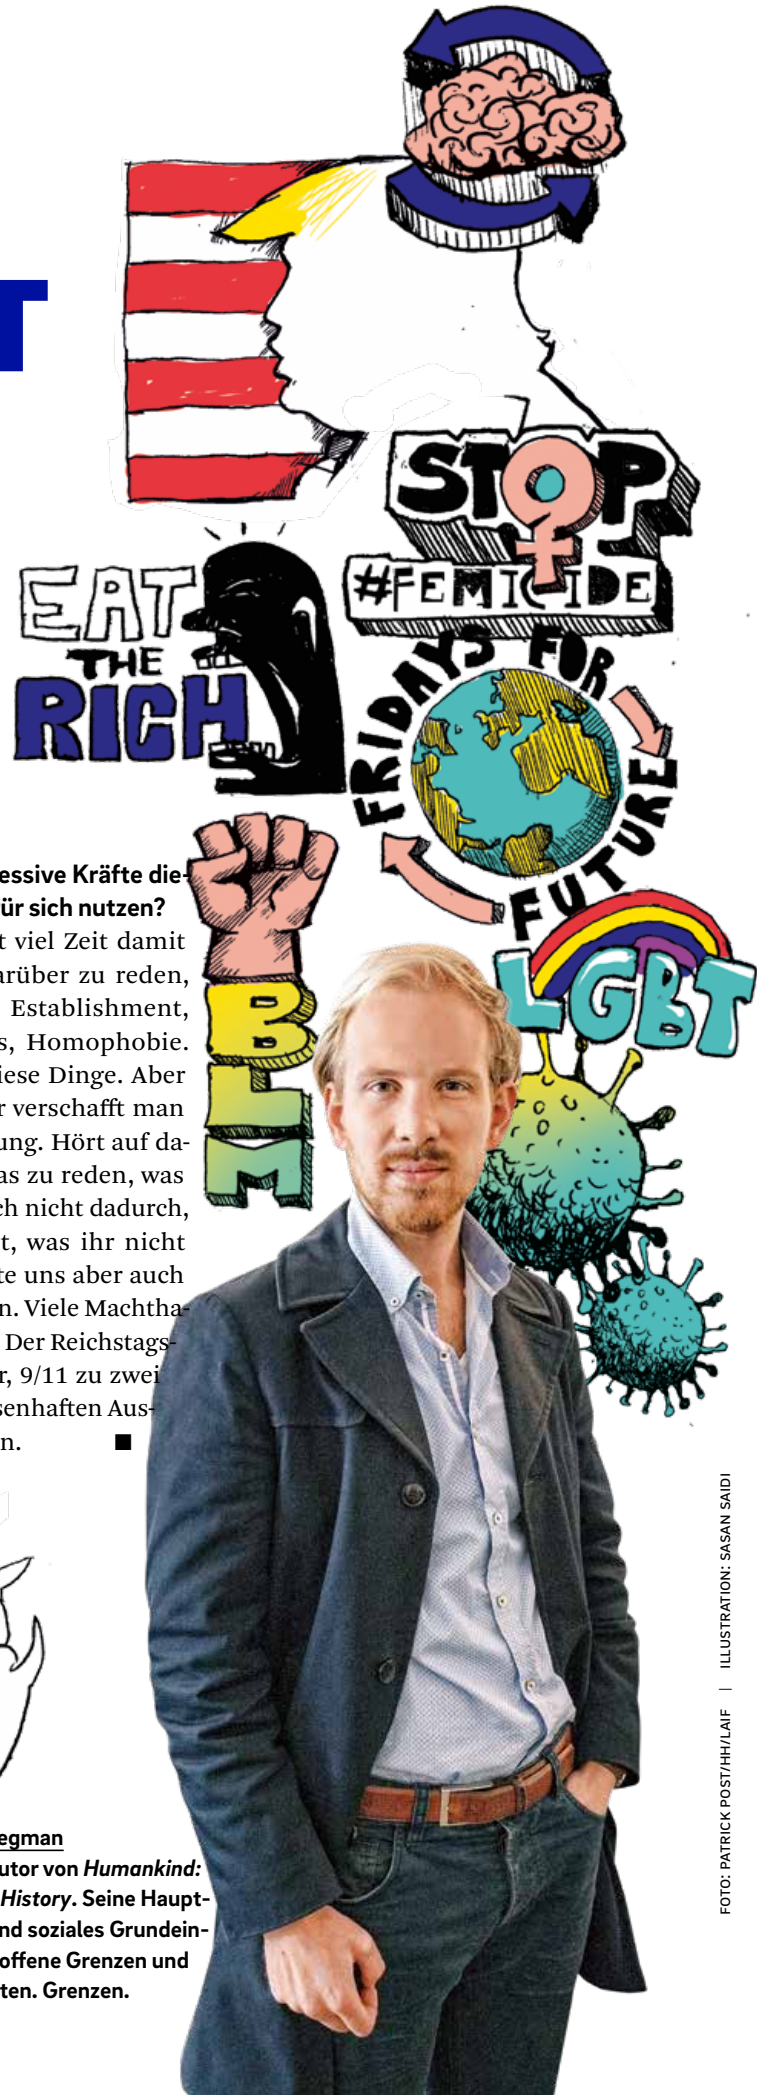 T
STOP
#FEMICIDE
EAT
THE
RICH
FRIDAYS FOR
FUTURE
BLM
LGBT
essive Kräfte die-
ür sich nutzen?
t viel Zeit damit
arüber zu reden,
Establishment,
s, Homophobie.
iese Dinge. Aber
r verschafft man
ung. Hört auf da-
as zu reden, was
ch nicht dadurch,
t, was ihr nicht
te uns aber auch
n. Viele Machtha-
Der Reichstags-
r, 9/11 zu zwei
senhaften Aus-
n. ■
egman
utor von Humankind:
History. Seine Haupt-
nd soziales Grundein-
offene Grenzen und
ten. Grenzen.
FOTO: PATRICK POST/HH/LAIF | ILLUSTRATION: SASAN SAIDI